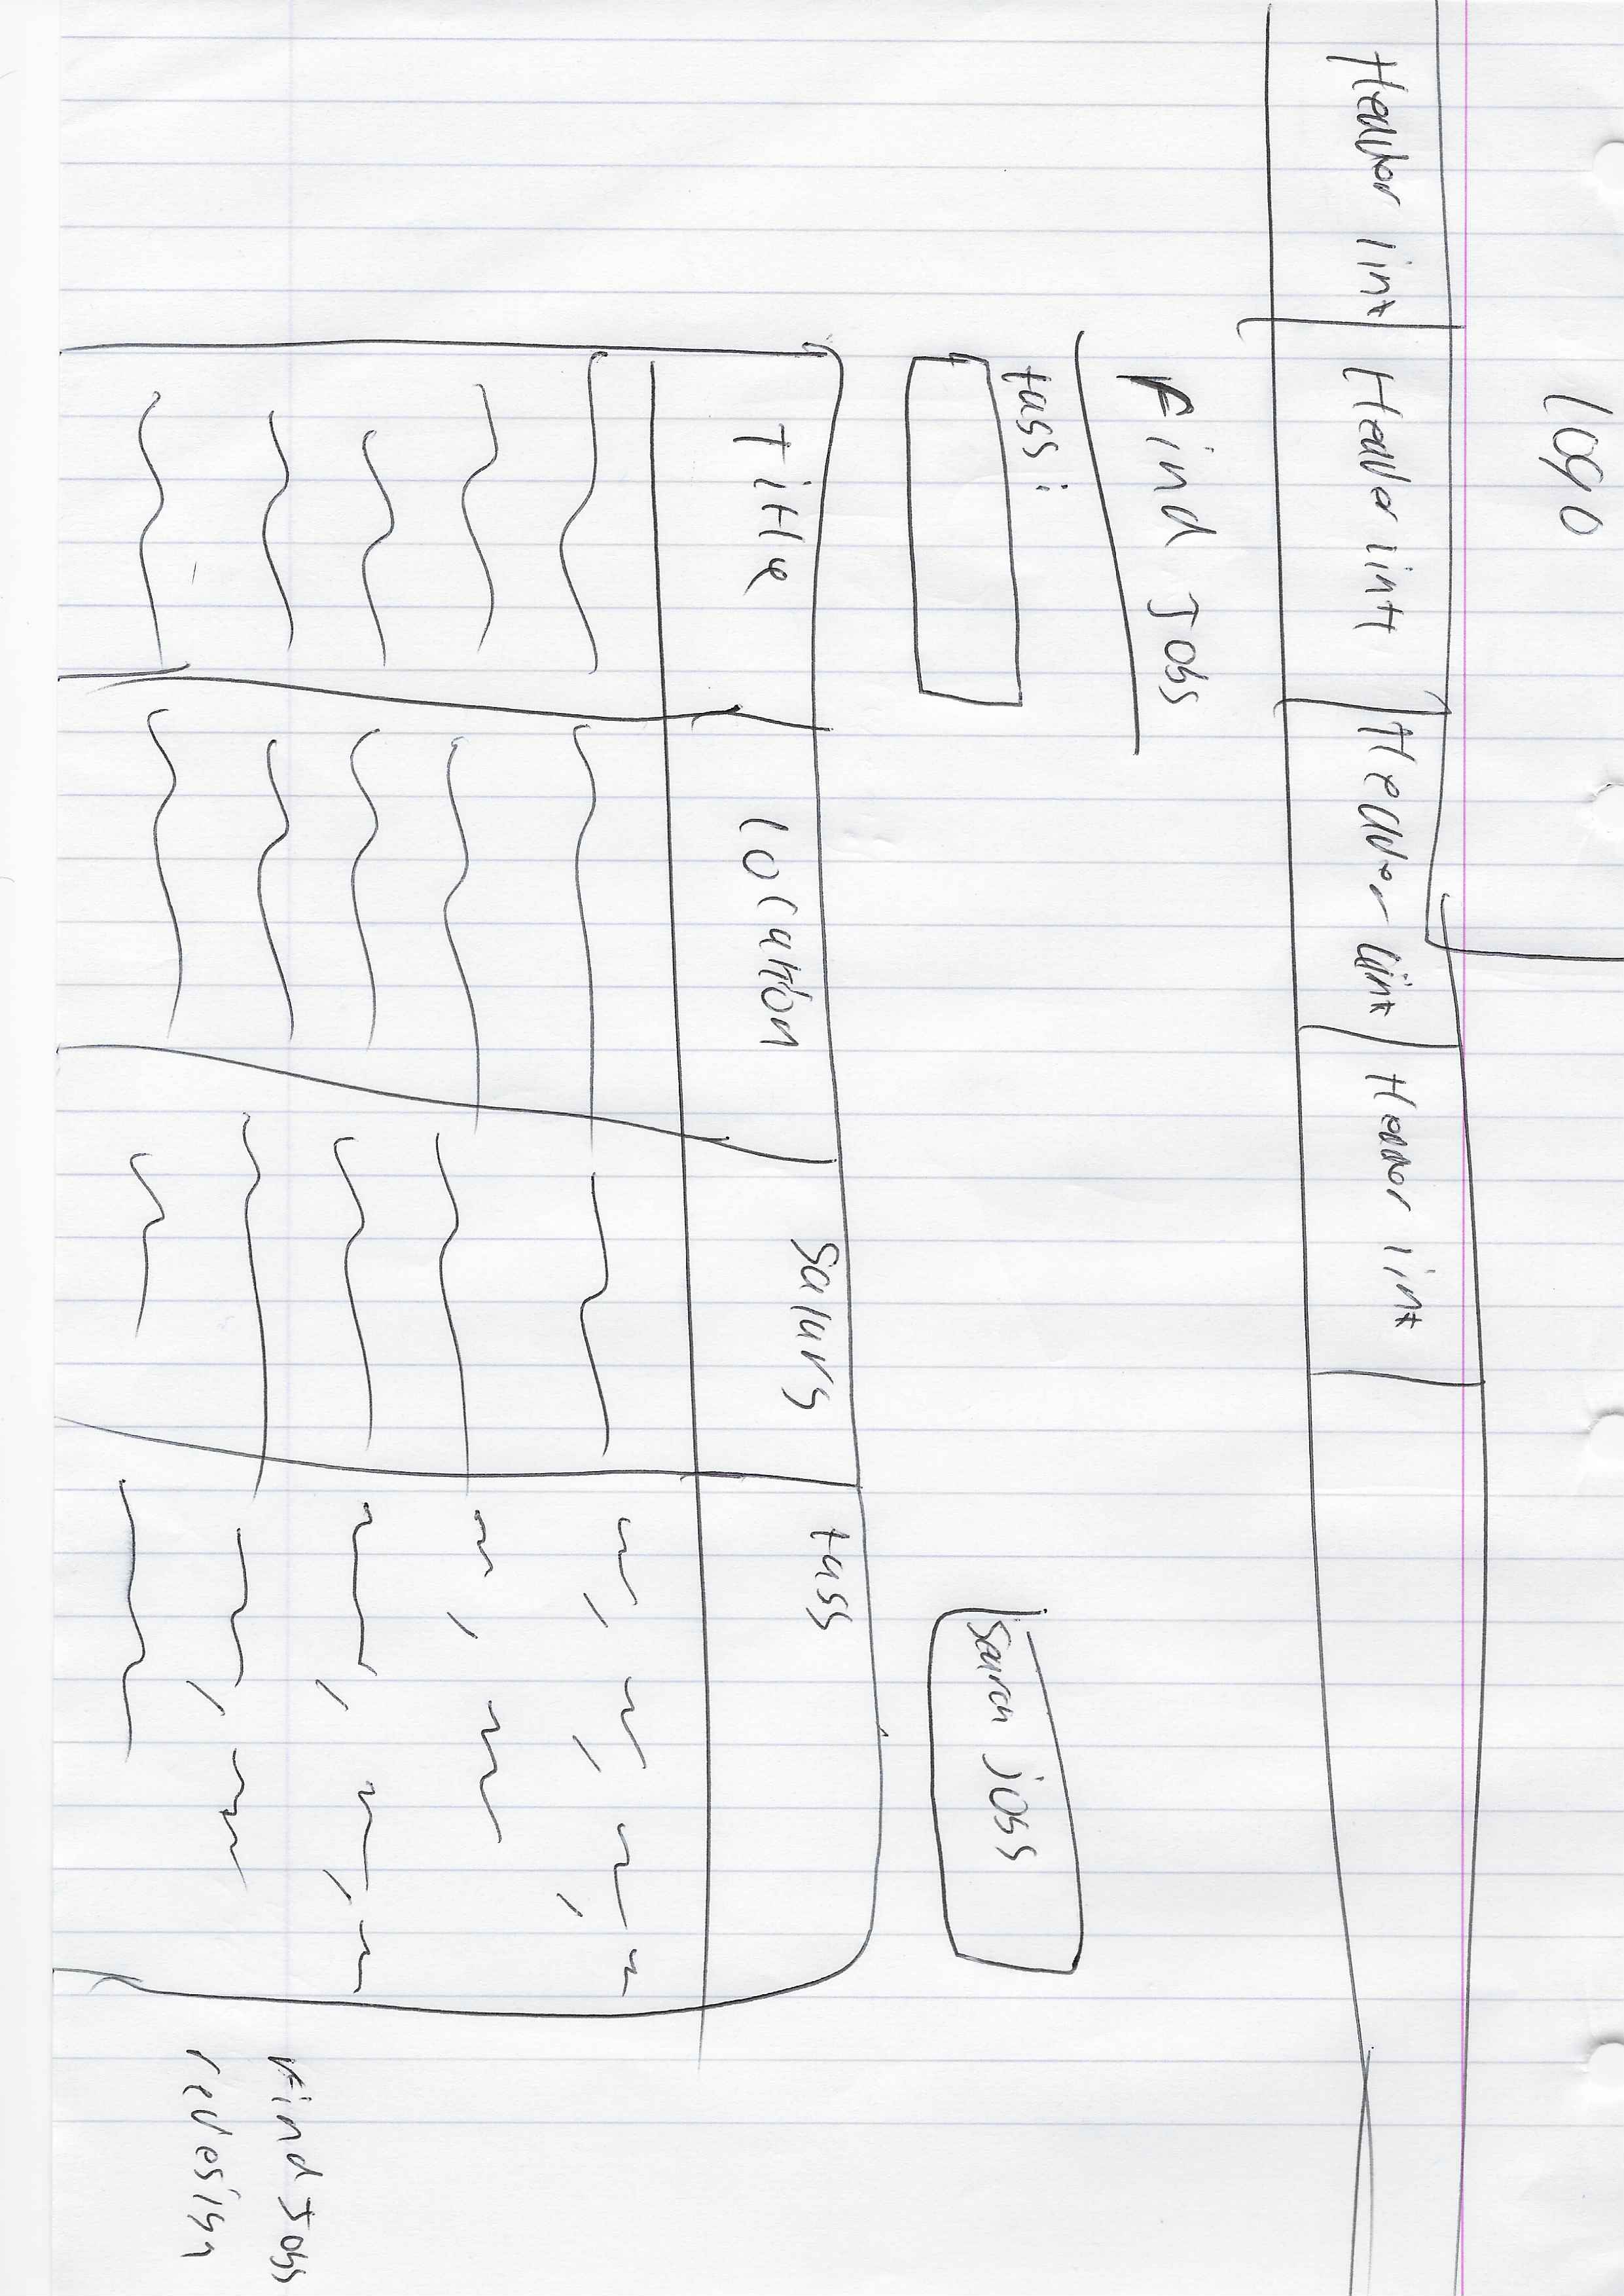 logo
Header link Header link Header link Header link
Find Jobs
tags:
Search jobs
Title Location Salary tags
Find Jobs
redesign